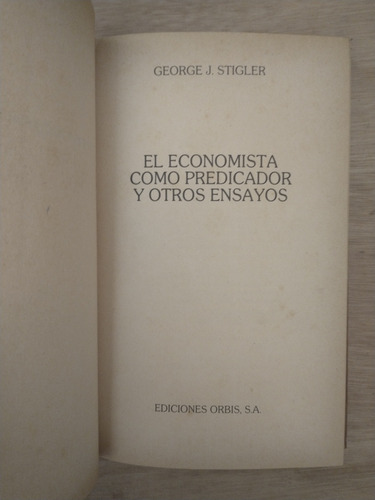 GEORGE J. STIGLER
EL ECONOMISTA
COMO PREDICADOR
Y OTROS ENSAYOS
EDICIONES ORBIS, S.A.